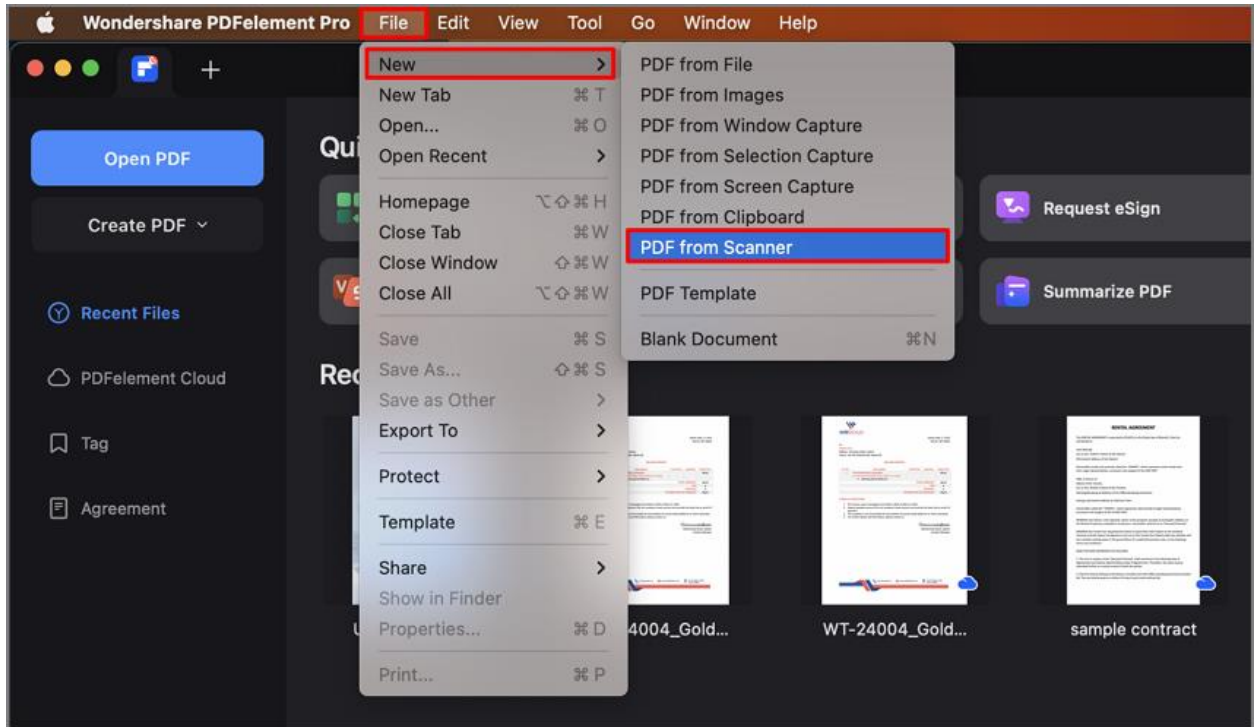 Wondershare PDFelement Pro File Edit View Tool Go Window Help
Open PDF
Create PDF
Recent Files
PDFelement Cloud
Tag
Agreement
Qui
Rec
New
New Tab ⌘ T
Open... ⌘ O
Open Recent
Homepage ⌥⇧⌘ H
Close Tab ⌘ W
Close Window ⇧⌘ W
Close All ⌥⇧⌘ W
Save ⌘ S
Save As... ⇧⌘ S
Save as Other
Export To
Protect
Template ⌘ E
Share
Show in Finder
Properties... ⌘ D
Print... ⌘ P
PDF from File
PDF from Images
PDF from Window Capture
PDF from Selection Capture
PDF from Screen Capture
PDF from Clipboard
PDF from Scanner
PDF Template
Blank Document ⌘ N
Request eSign
Summarize PDF
RENTAL AGREEMENT
4004_Gold...
WT-24004_Gold...
sample contract